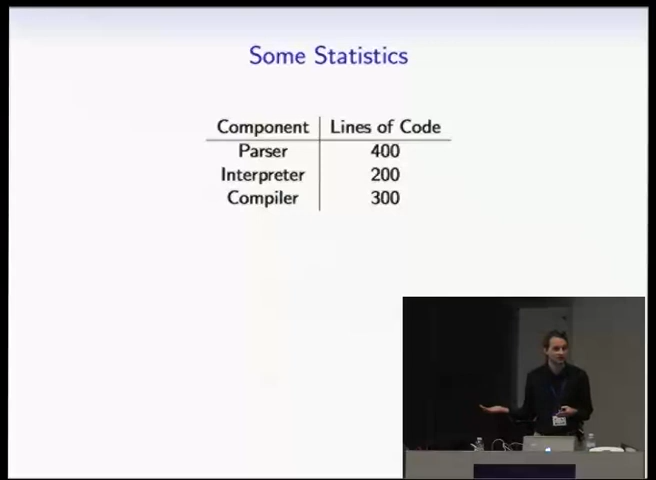 Some Statistics
Component Lines of Code
Parser 400
Interpreter 200
Compiler 300